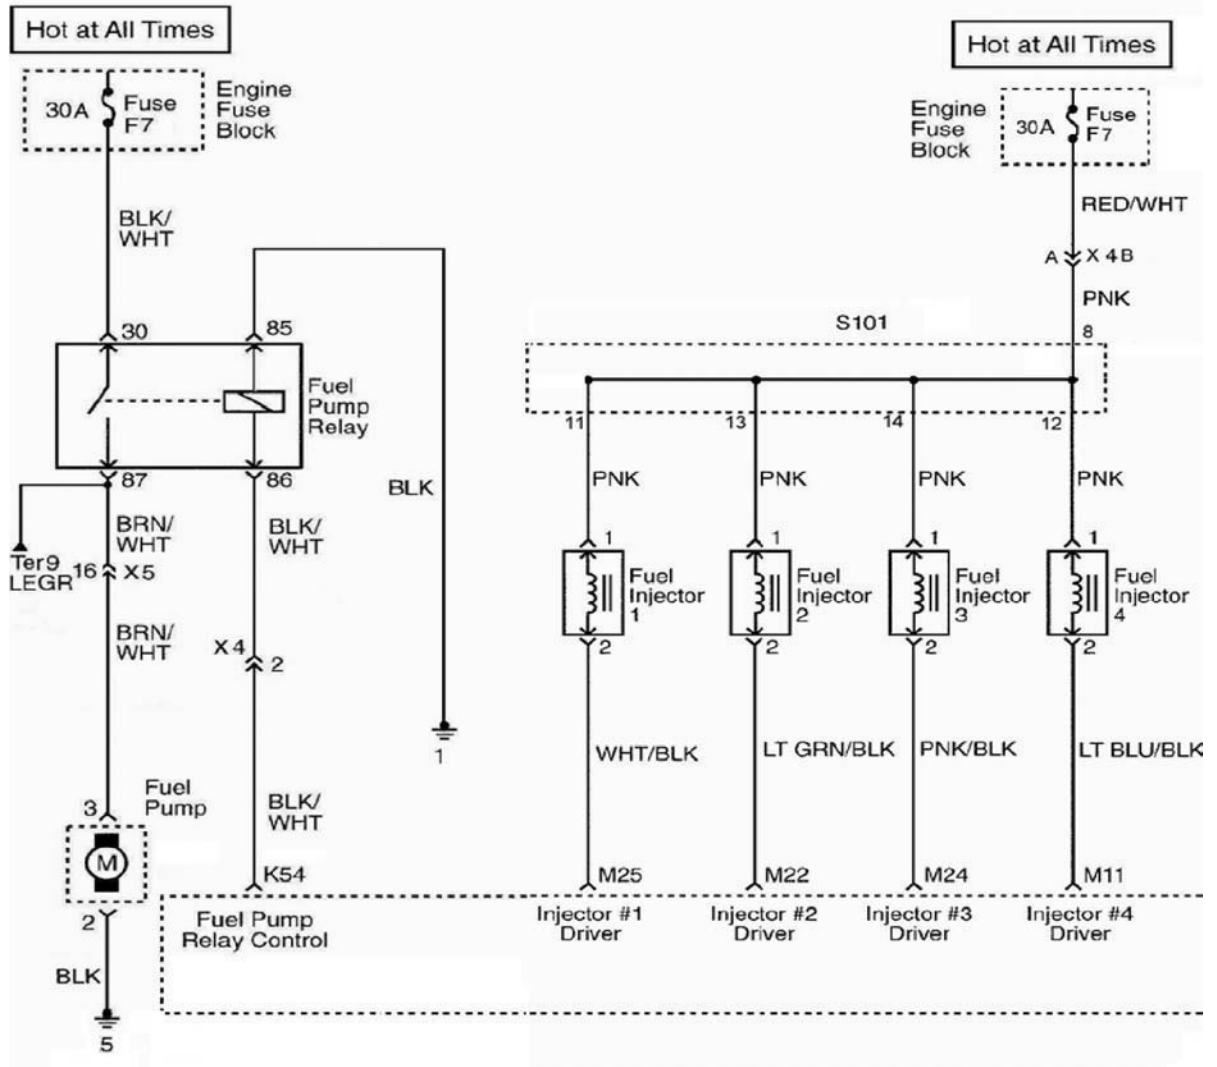 Hot at All Times
30A
Fuse
F7
Engine
Fuse
Block
BLK/
WHT
30
85
Fuel
Pump
Relay
87
86
BLK
BRN/
WHT
BLK/
WHT
Ter9
LEGR
16
X5
BRN/
WHT
X4
2
1
Fuel
Pump
3
M
2
BLK
5
BLK/
WHT
K54
Fuel Pump
Relay Control
Hot at All Times
Engine
Fuse
Block
30A
Fuse
F7
RED/WHT
A
X 4B
PNK
8
S101
11
13
14
12
PNK
PNK
PNK
PNK
1
1
1
1
Fuel
Injector
1
Fuel
Injector
2
Fuel
Injector
3
Fuel
Injector
4
2
2
2
2
WHT/BLK
LT GRN/BLK
PNK/BLK
LT BLU/BLK
M25
M22
M24
M11
Injector #1
Driver
Injector #2
Driver
Injector #3
Driver
Injector #4
Driver